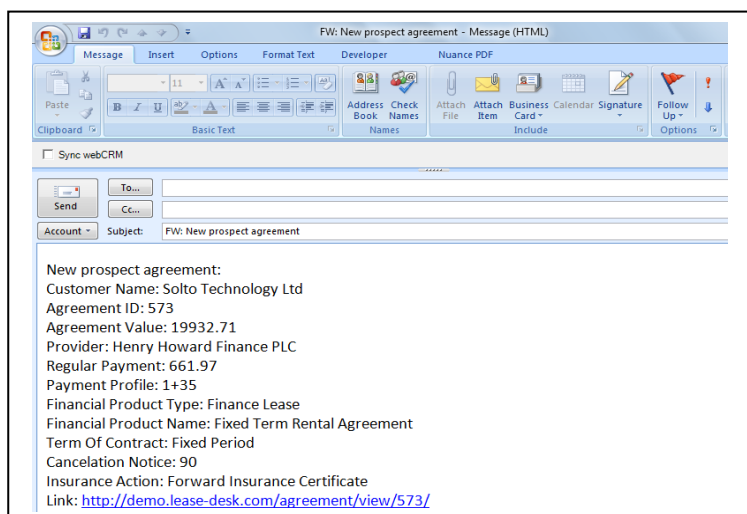 FW: New prospect agreement - Message (HTML)
Message Insert Options Format Text Developer Nuance PDF
11
Paste
B I U
Address Book Check Names
Attach File Attach Item Business Card Calendar Signature
Follow Up
Clipboard Basic Text Names Include Options
Sync webCRM
To...
Send
Cc...
Account Subject: FW: New prospect agreement
New prospect agreement:
Customer Name: Solto Technology Ltd
Agreement ID: 573
Agreement Value: 19932.71
Provider: Henry Howard Finance PLC
Regular Payment: 661.97
Payment Profile: 1+35
Financial Product Type: Finance Lease
Financial Product Name: Fixed Term Rental Agreement
Term Of Contract: Fixed Period
Cancelation Notice: 90
Insurance Action: Forward Insurance Certificate
Link: http://demo.lease-desk.com/agreement/view/573/